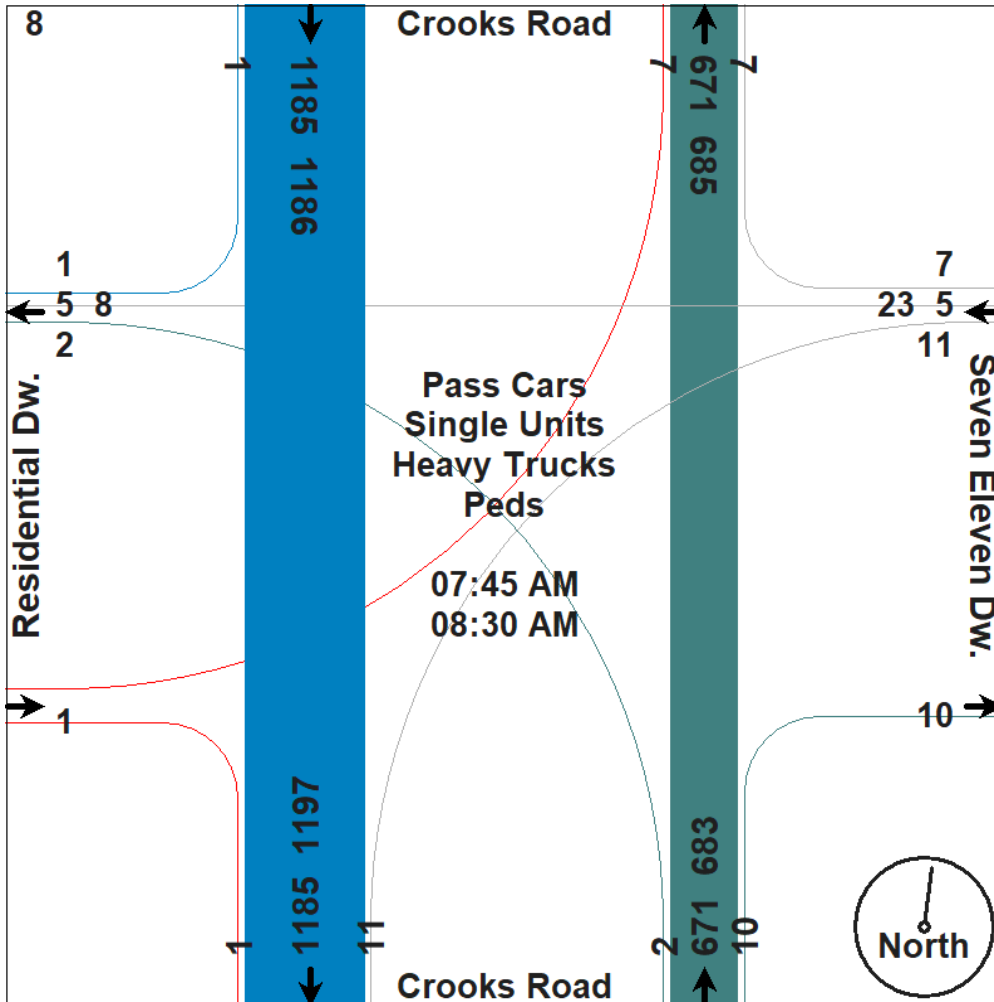 8
Crooks Road
1
1185 1186
7
671 685
7
1
5 8
2
7
23 5
11
Residential Dw.
Pass Cars
Single Units
Heavy Trucks
Peds
07:45 AM
08:30 AM
Seven Eleven Dw.
1
10
1
1185 1197
11
2
671 683
10
North
Crooks Road